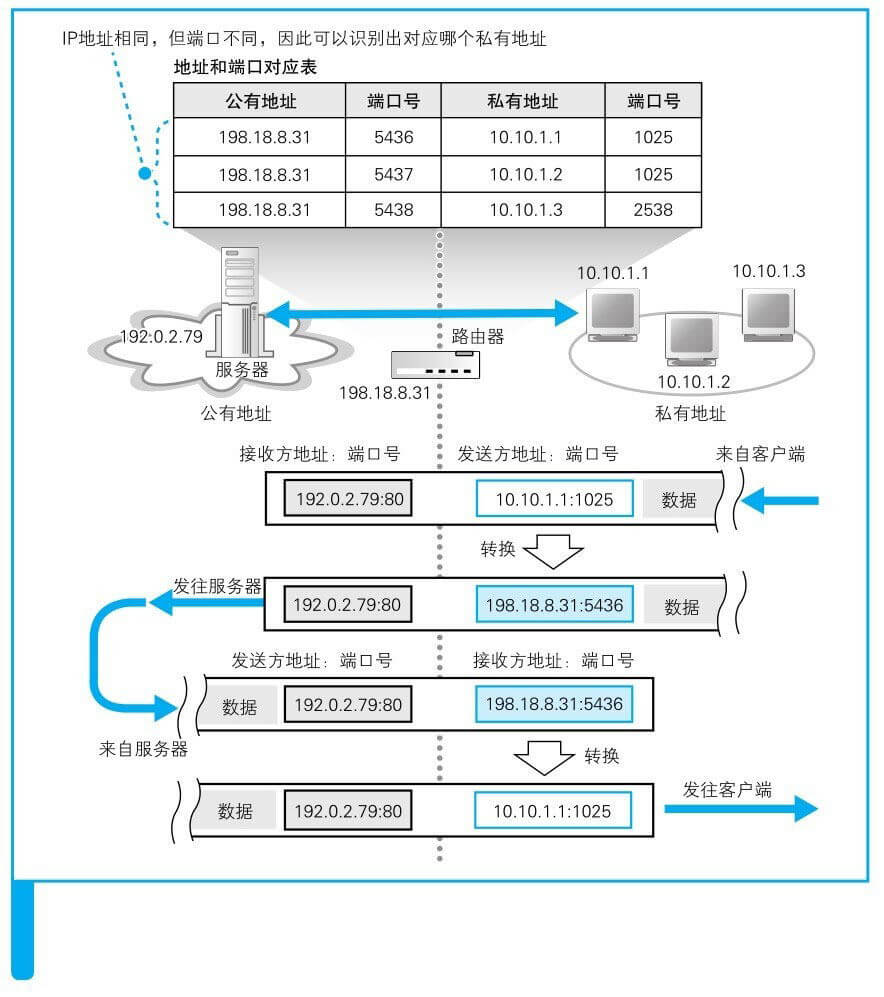 IP地址相同，但端口不同，因此可以识别出对应哪个私有地址
地址和端口对应表
公有地址 端口号 私有地址 端口号
198.18.8.31 5436 10.10.1.1 1025
198.18.8.31 5437 10.10.1.2 1025
198.18.8.31 5438 10.10.1.3 2538
10.10.1.1 10.10.1.3
192:0.2.79 路由器
服务器
198.18.8.31 10.10.1.2
公有地址 私有地址
接收方地址：端口号 发送方地址：端口号 来自客户端
192.0.2.79:80 10.10.1.1:1025 数据
转换
发往服务器
192.0.2.79:80 198.18.8.31:5436 数据
发送方地址：端口号 接收方地址：端口号
数据 192.0.2.79:80 198.18.8.31:5436
来自服务器 转换
发往客户端
数据 192.0.2.79:80 10.10.1.1:1025